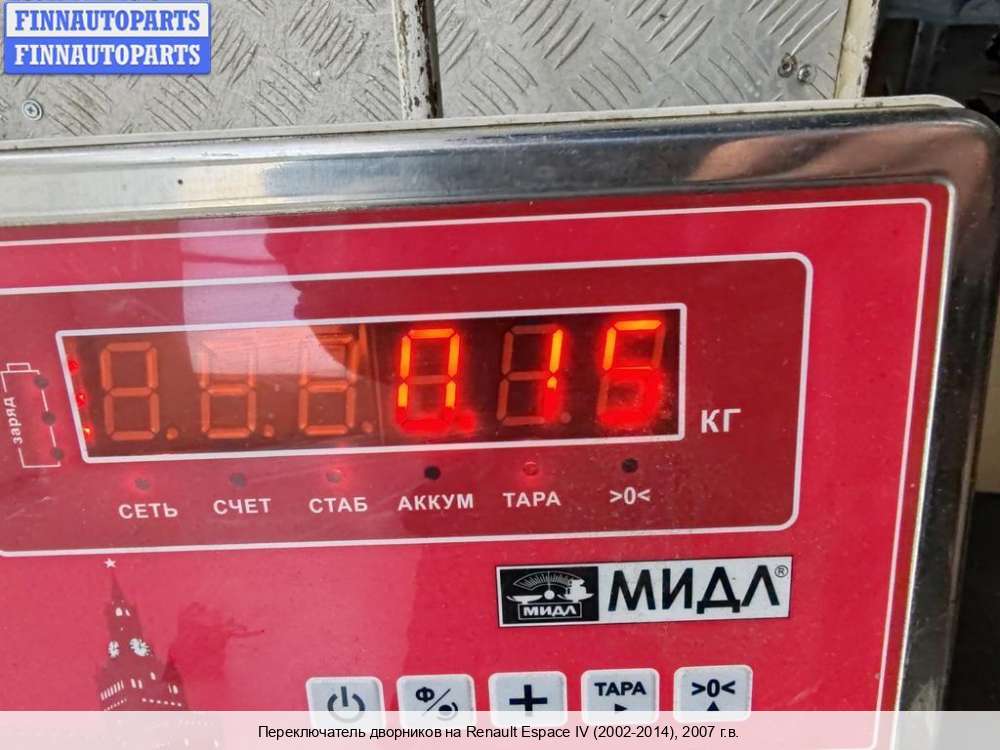 FINNAUTOPARTS
FINNAUTOPARTS
заряд
0.15
КГ
СЕТЬ СЧЕТ СТАБ АККУМ ТАРА >0<
МИДЛ МИДЛ®
Ф ТАРА >0<
Переключатель дворников на Renault Espace IV (2002-2014), 2007 г.в.